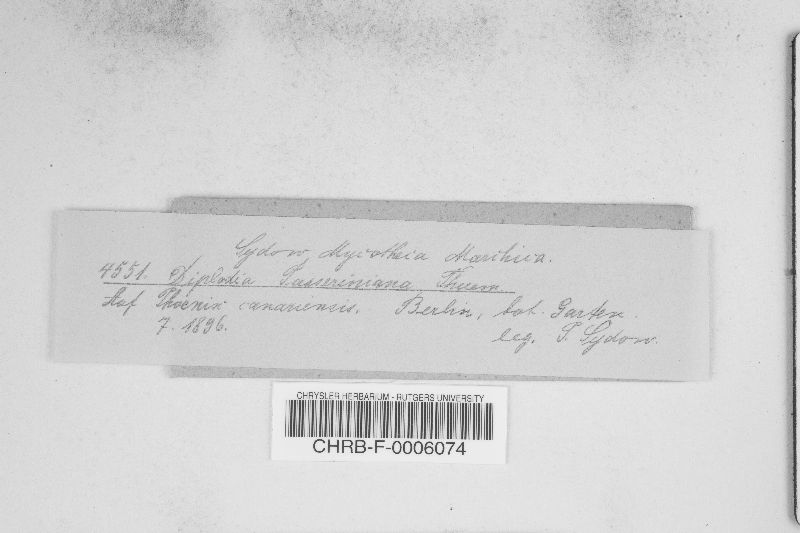 Sydow, Mycotheca Marchica.
4551. Diplodia Passeriniana Thuem.
Auf Phoenix canariensis. Berlin, bot. Garten.
7. 1896.
leg. P. Sydow.
CHRYSLER HERBARIUM - RUTGERS UNIVERSITY
CHRB-F-0006074